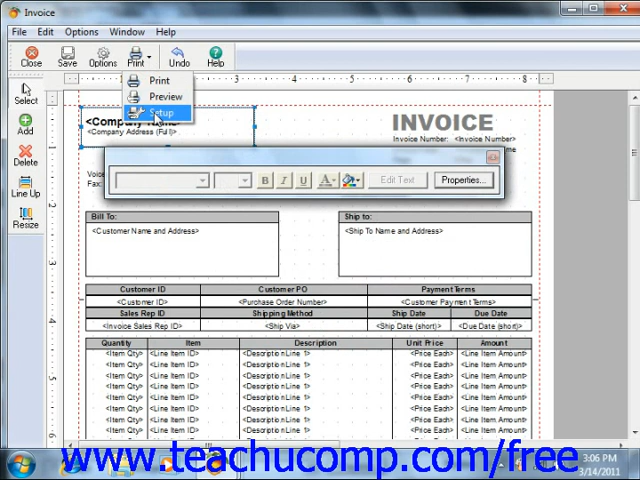 Invoice
File Edit Options Window Help
Close Save Options Print Undo Help
Print
Preview
Setup
1 3 4 5 6 7 8
Select
Add
Delete
Line Up
Resize
<Company Name>
<Company Address (Full)>
INVOICE
Invoice Number: <Invoice Number>
Voice
Fax:
B I U A Edit Text Properties...
Bill To: Ship to:
<Customer Name and Address> <Ship To Name and Address>
Customer ID Customer PO Payment Terms
<Customer ID> <Purchase Order Number> <Customer Payment Terms>
Sales Rep ID Shipping Method Ship Date Due Date
<Invoice Sales Rep ID> <Ship Via> <Ship Date (short)> <Due Date (short)>
Quantity Item Description Unit Price Amount
<Item Qty> <Line Item ID> <Description Line 1> <Price Each> <Line Item Amount>
<Item Qty> <Line Item ID> <Description Line 1> <Price Each> <Line Item Amount>
<Item Qty> <Line Item ID> <Description Line 1> <Price Each> <Line Item Amount>
<Item Qty> <Line Item ID> <Description Line 1> <Price Each> <Line Item Amount>
<Item Qty> <Line Item ID> <Description Line 1> <Price Each> <Line Item Amount>
<Item Qty> <Line Item ID> <Description Line 1> <Price Each> <Line Item Amount>
<Item Qty> <Line Item ID> <Description Line 1> <Price Each> <Line Item Amount>
<Item Qty> <Line Item ID> <Description Line 1> <Price Each> <Line Item Amount>
www.teachucomp.com/free
3:06 PM
3/14/2011